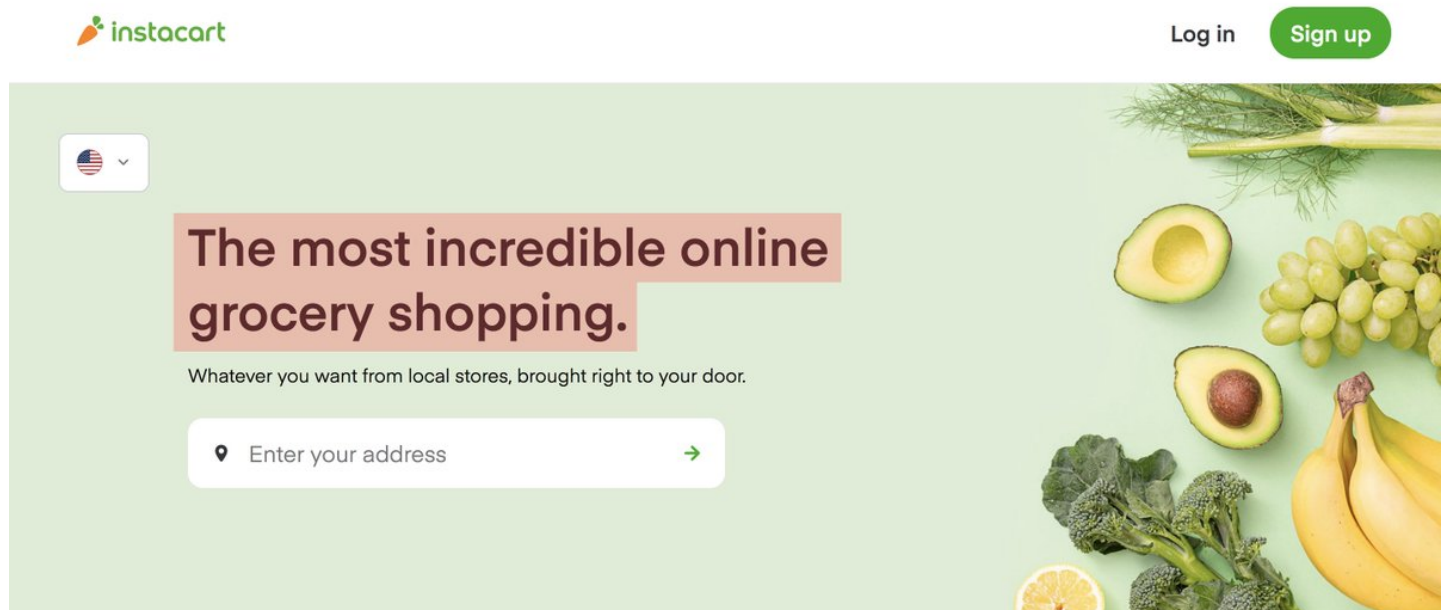 instacart
Log in
Sign up
The most incredible online
grocery shopping.
Whatever you want from local stores, brought right to your door.
Enter your address